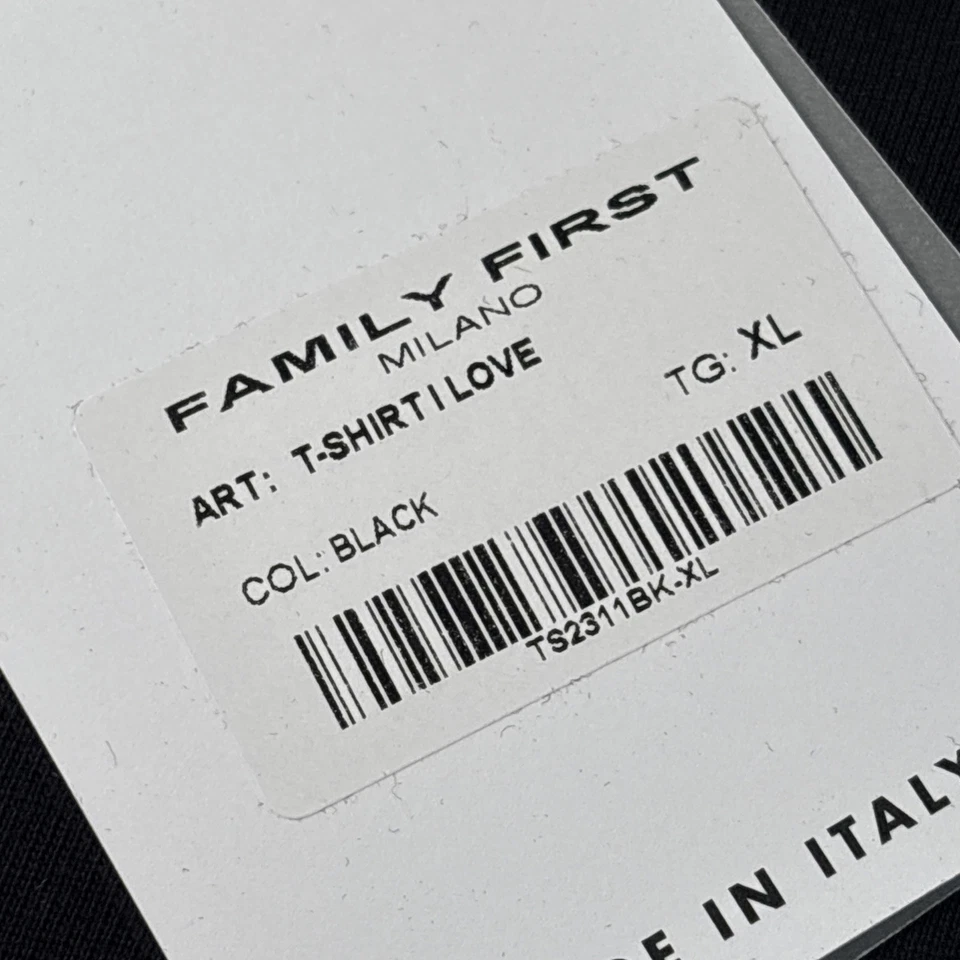 FAMILY FIRST
MILANO
ART: T-SHIRT I LOVE
TG: XL
COL: BLACK
TS2311BK-XL
IN ITALY